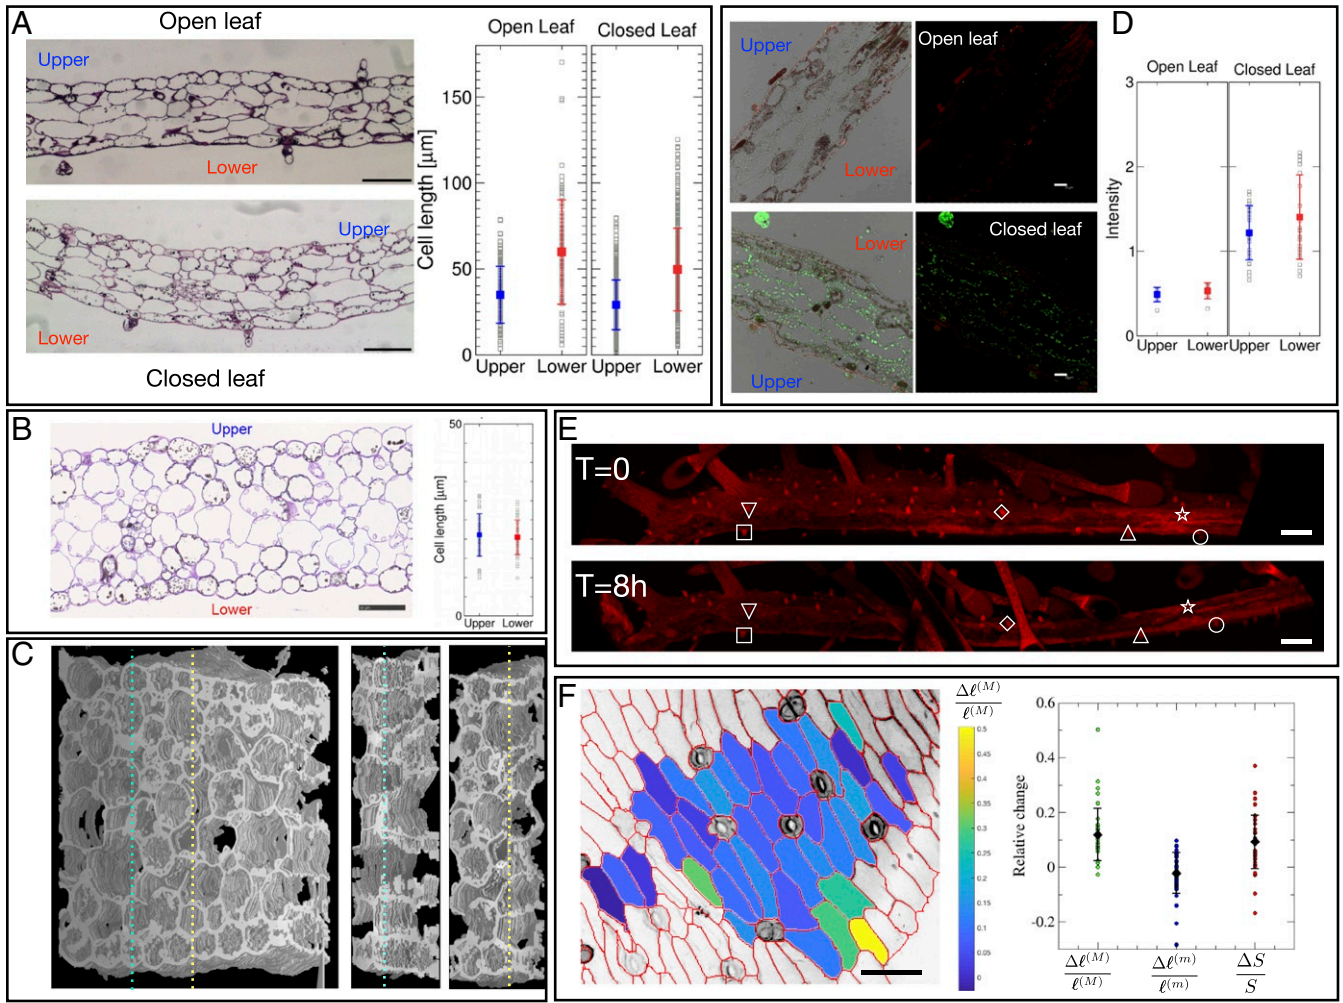 A
Open leaf
Upper
Lower
Upper
Lower
Closed leaf
Open Leaf
Closed Leaf
Cell length [μm]
150
100
50
0
Upper
Lower
Upper
Lower
Upper
Lower
Open leaf
Lower
Closed leaf
Upper
D
Open Leaf
Closed Leaf
Intensity
3
2
1
0
Upper
Lower
Upper
Lower
B
Upper
Lower
Cell length [μm]
50
0
Upper
Lower
C
E
T=0
T=8h
F
Δℓ(M)
ℓ(M)
0.5
0.45
0.4
0.35
0.3
0.25
0.2
0.15
0.1
0.05
0
Relative change
0.6
0.4
0.2
0
-0.2
Δℓ(M)
ℓ(M)
Δℓ(m)
ℓ(m)
ΔS
S